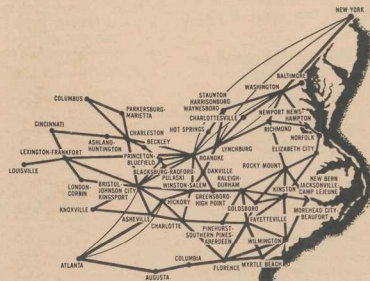 NEW YORK
BALTIMORE
WASHINGTON
STAUNTON
HARRISONBURG
WAYNESBORO
CHARLOTTESVILLE
COLUMBUS
PARKERSBURG-
MARIETTA
NEWPORT NEWS-
HAMPTON
RICHMOND
NORFOLK
CINCINNATI
CHARLESTON
HOT SPRINGS
BECKLEY
ASHLAND-
HUNTINGTON
LYNCHBURG
ELIZABETH CITY
LEXINGTON-FRANKFORT
PRINCETON-
BLUEFIELD
ROANOKE
LOUISVILLE
BLACKSBURG-RADFORD-
PULASKI
DANVILLE
ROCKY MOUNT
RALEIGH-
DURHAM
LONDON-
CORBIN
BRISTOL-
JOHNSON CITY
KINGSPORT
WINSTON-SALEM
KINSTON
NEW BERN
JACKSONVILLE
CAMP LEJEUNE
HICKORY
GREENSBORO
HIGH POINT
KNOXVILLE
GOLDSBORO
MOREHEAD CITY
BEAUFORT
ASHEVILLE
CHARLOTTE
FAYETTEVILLE
PINEHURST-
SOUTHERN PINES-
ABERDEEN
WILMINGTON
ATLANTA
COLUMBIA
MYRTLE BEACH
FLORENCE
AUGUSTA